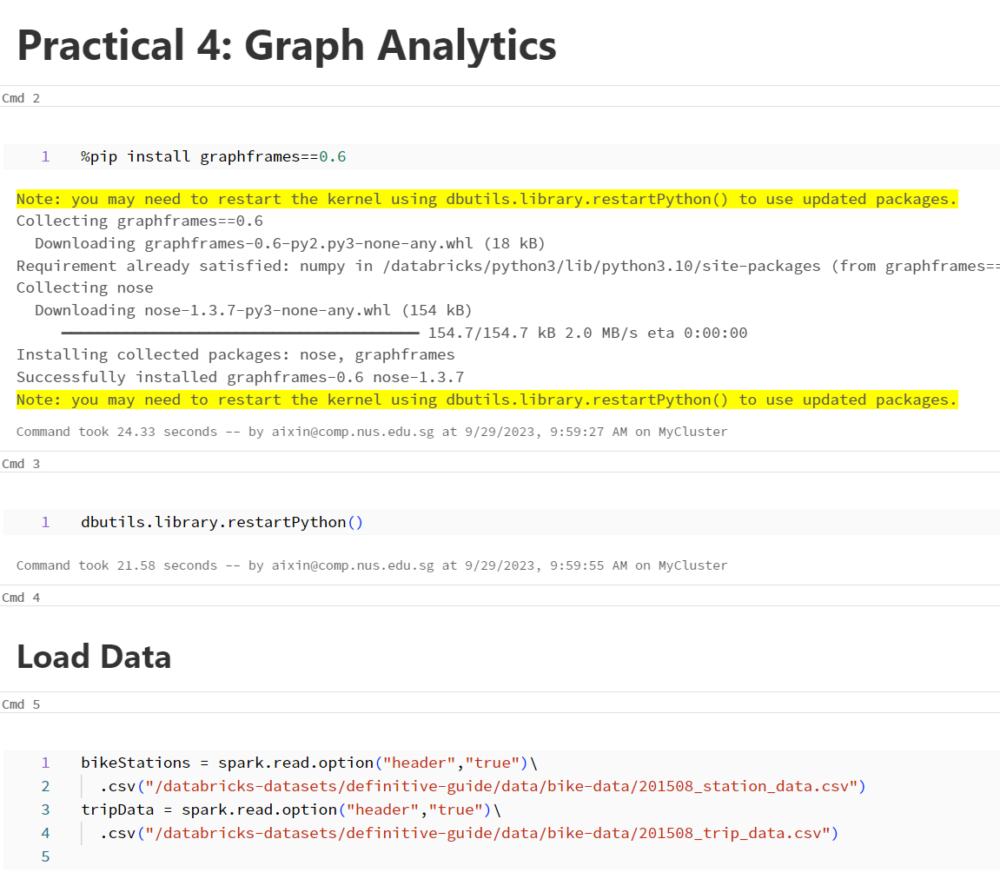 Practical 4: Graph Analytics
Cmd 2
1 %pip install graphframes==0.6
Note: you may need to restart the kernel using dbutils.library.restartPython() to use updated packages.
Collecting graphframes==0.6
Downloading graphframes-0.6-py2.py3-none-any.whl (18 kB)
Requirement already satisfied: numpy in /databricks/python3/lib/python3.10/site-packages (from graphframes==
Collecting nose
Downloading nose-1.3.7-py3-none-any.whl (154 kB)
154.7/154.7 kB 2.0 MB/s eta 0:00:00
Installing collected packages: nose, graphframes
Successfully installed graphframes-0.6 nose-1.3.7
Note: you may need to restart the kernel using dbutils.library.restartPython() to use updated packages.
Command took 24.33 seconds -- by aixin@comp.nus.edu.sg at 9/29/2023, 9:59:27 AM on MyCluster
Cmd 3
1 dbutils.library.restartPython()
Command took 21.58 seconds -- by aixin@comp.nus.edu.sg at 9/29/2023, 9:59:55 AM on MyCluster
Cmd 4
Load Data
Cmd 5
1 bikeStations = spark.read.option("header","true")\
2 .csv("/databricks-datasets/definitive-guide/data/bike-data/201508_station_data.csv")
3 tripData = spark.read.option("header","true")\
4 .csv("/databricks-datasets/definitive-guide/data/bike-data/201508_trip_data.csv")
5